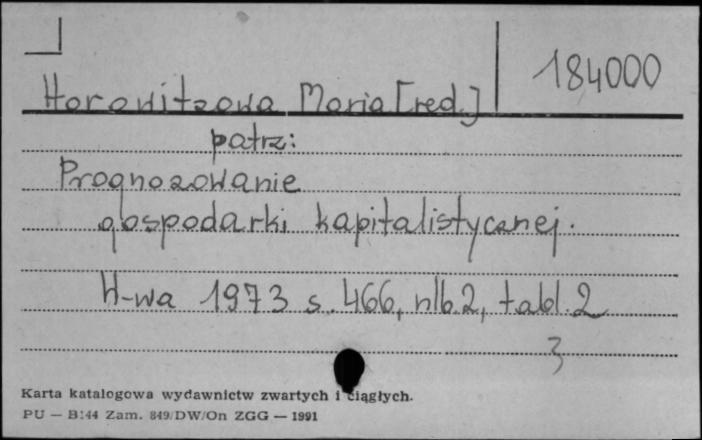 184000
Horowitzowa Maria [red.]
patrz:
Prognozowanie
gospodarki kapitalistycznej.
W-wa 1973 s. 466, nlb. 2, tabl. 2
3
Karta katalogowa wydawnictw zwartych i ciągłych.
PU — B144 Zam. 849/DW/On ZGG — 1991